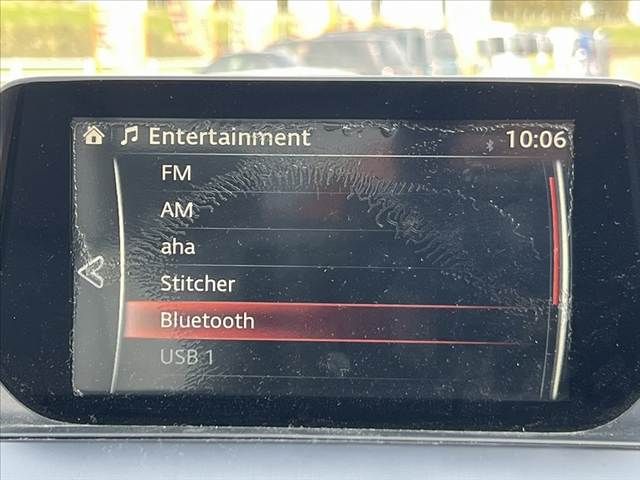 Entertainment 10:06
FM
AM
aha
Stitcher
Bluetooth
USB 1